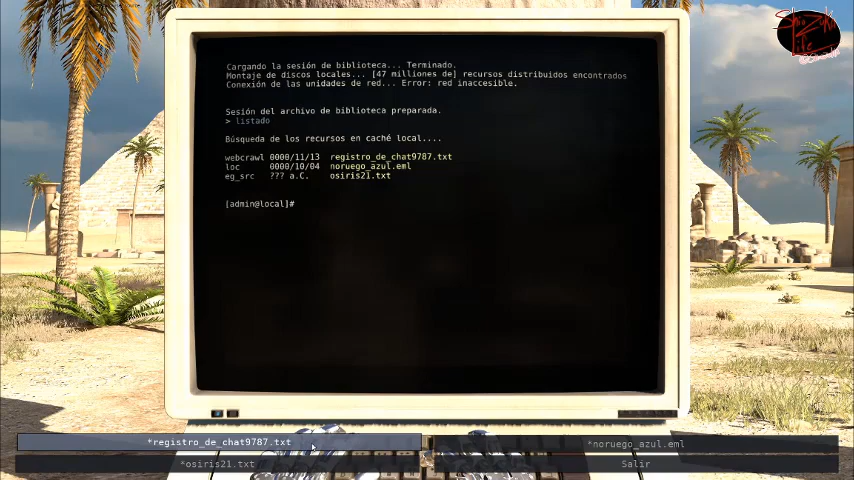 Cargando la sesión de biblioteca... Terminado.
Montaje de discos locales... [47 millones de] recursos distribuidos encontrados
Conexión de las unidades de red... Error: red inaccesible.
Sesión del archivo de biblioteca preparada.
> listado
Búsqueda de los recursos en caché local....
webcrawl 0000/11/13 registro_de_chat9787.txt
loc 0000/10/04 noruego_azul.eml
eg_src ??? a.C. osiris21.txt
[admin@local]#
*registro_de_chat9787.txt
*noruego_azul.eml
*osiris21.txt
Salir